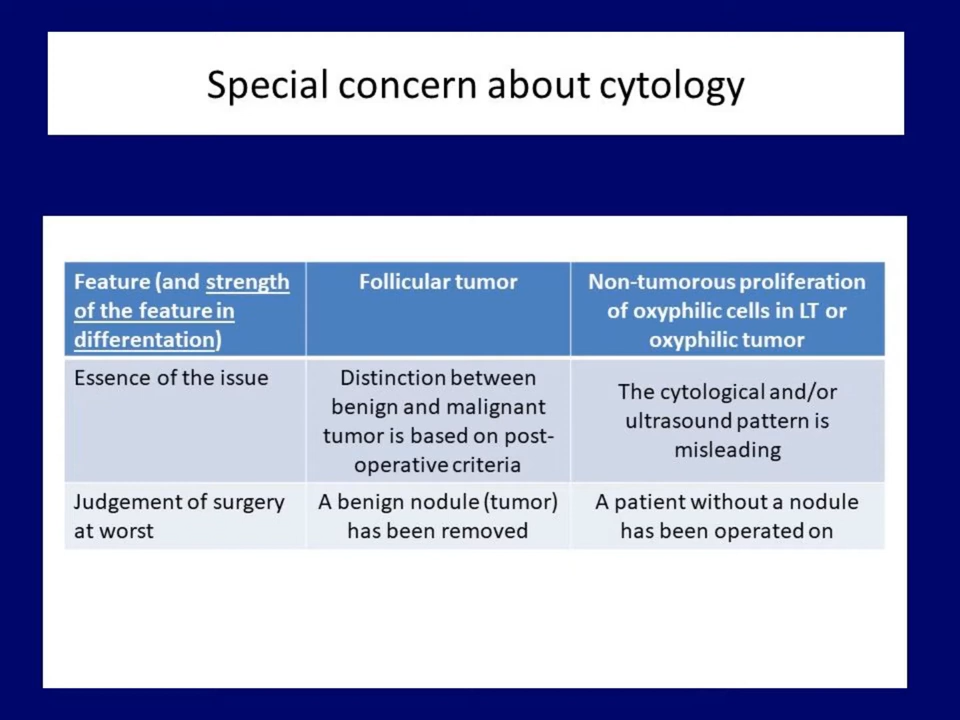 Special concern about cytology
Feature (and strength
of the feature in
differentation)
Follicular tumor
Non-tumorous proliferation
of oxyphilic cells in LT or
oxyphilic tumor
Essence of the issue
Distinction between
benign and malignant
tumor is based on post-
operative criteria
The cytological and/or
ultrasound pattern is
misleading
Judgement of surgery
at worst
A benign nodule (tumor)
has been removed
A patient without a nodule
has been operated on